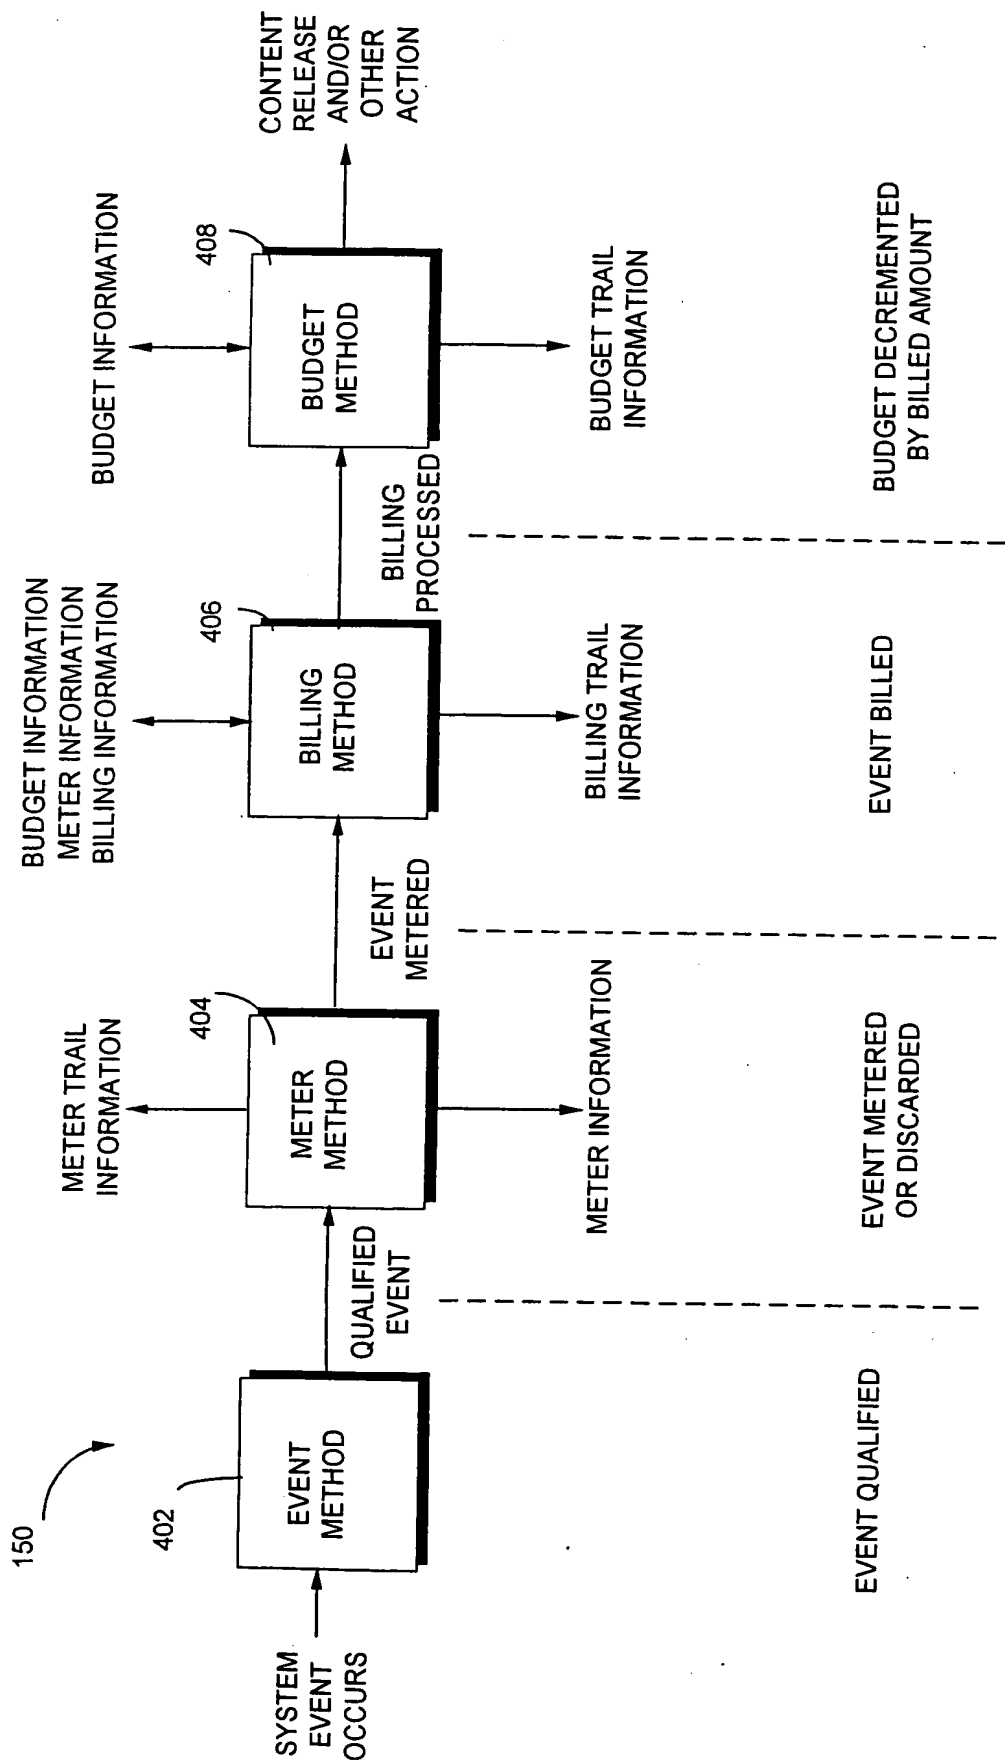 150
SYSTEM
EVENT
OCCURS
402
EVENT
METHOD
QUALIFIED
EVENT
EVENT QUALIFIED
METER TRAIL
INFORMATION
404
METER
METHOD
METER INFORMATION
EVENT
METERED
EVENT METERED
OR DISCARDED
BUDGET INFORMATION
METER INFORMATION
BILLING INFORMATION
406
BILLING
METHOD
BILLING TRAIL
INFORMATION
BILLING
PROCESSED
EVENT BILLED
BUDGET INFORMATION
408
BUDGET
METHOD
BUDGET TRAIL
INFORMATION
BUDGET DECREMENTED
BY BILLED AMOUNT
CONTENT
RELEASE
AND/OR
OTHER
ACTION